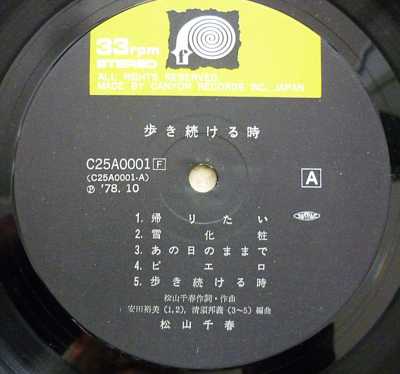 33rpm
STEREO
ALL RIGHTS RESERVED
MADE BY CANYON RECORDS INC. JAPAN
歩き続ける時
C25A0001 F
(C25A0001-A)
Ⓟ '78.10
A
1. 帰りたい
2. 雪化粧
3. あの日のままで
4. ピエロ
5. 歩き続ける時
松山千春作詞・作曲
安田裕美(1,2), 清須邦義(3〜5)編曲
松山千春